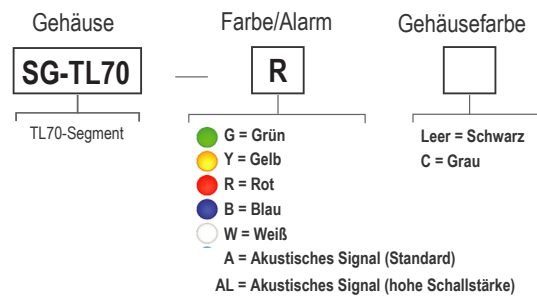 Gehäuse
Farbe/Alarm
Gehäusefarbe
SG-TL70
R
TL70-Segment
G = Grün
Y = Gelb
R = Rot
B = Blau
W = Weiß
A = Akustisches Signal (Standard)
AL = Akustisches Signal (hohe Schallstärke)
Leer = Schwarz
C = Grau